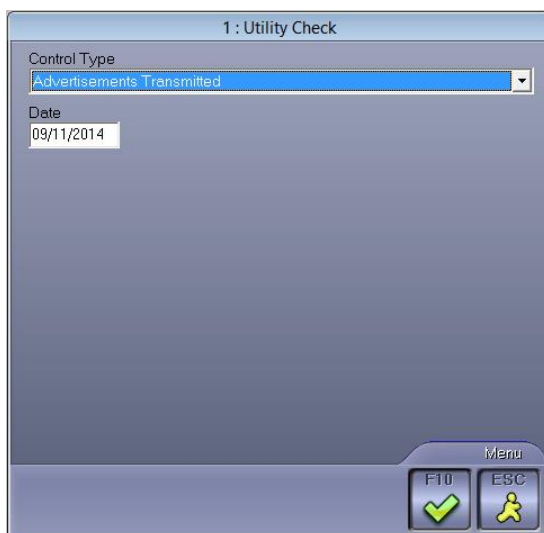 1 : Utility Check
Control Type
Advertisements Transmitted
Date
09/11/2014
Menu
F10 ESC